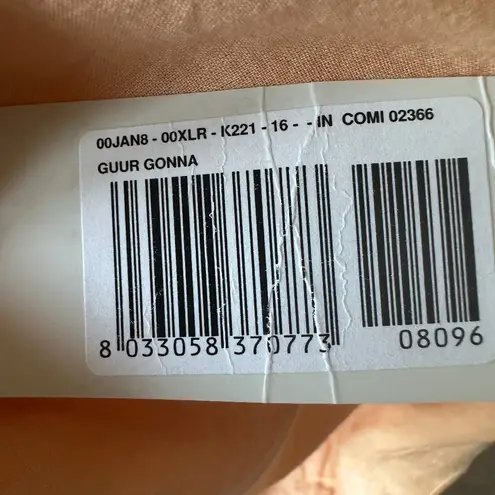 00JAN8 - 00XLR - K221 - 16 - - IN COMI 02366
GUUR GONNA
8 033058 370773 08096